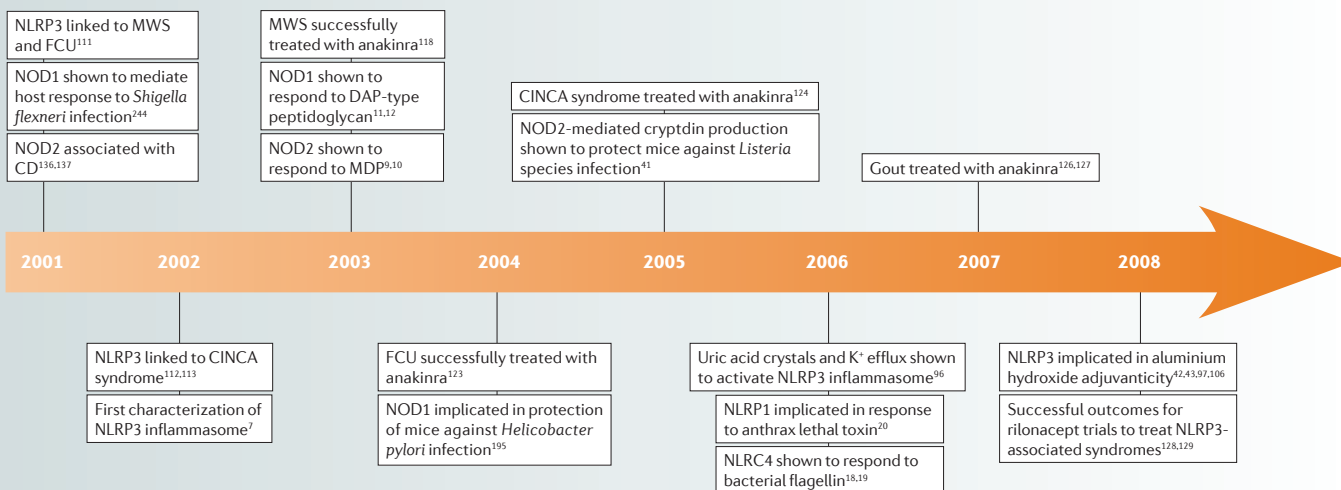 NLRP3 linked to MWS
and FCU¹¹¹
NOD1 shown to mediate
host response to Shigella
flexneri infection²⁴⁴
NOD2 associated with
CD¹³⁶,¹³⁷
MWS successfully
treated with anakinra¹¹⁸
NOD1 shown to
respond to DAP-type
peptidoglycan¹¹,¹²
NOD2 shown to
respond to MDP⁹,¹⁰
CINCA syndrome treated with anakinra¹²⁴
NOD2-mediated cryptdin production
shown to protect mice against Listeria
species infection⁴¹
Gout treated with anakinra¹²⁶,¹²⁷
2001 2002 2003 2004 2005 2006 2007 2008
NLRP3 linked to CINCA
syndrome¹¹²,¹¹³
First characterization of
NLRP3 inflammasome⁷
FCU successfully treated with
anakinra¹²³
NOD1 implicated in protection
of mice against Helicobacter
pylori infection¹⁹⁵
Uric acid crystals and K⁺ efflux shown
to activate NLRP3 inflammasome⁹⁶
NLRP1 implicated in response
to anthrax lethal toxin²⁰
NLRC4 shown to respond to
bacterial flagellin¹⁸,¹⁹
NLRP3 implicated in aluminium
hydroxide adjuvanticity⁴²,⁴³,⁹⁷,¹⁰⁶
Successful outcomes for
rilonacept trials to treat NLRP3-
associated syndromes¹²⁸,¹²⁹